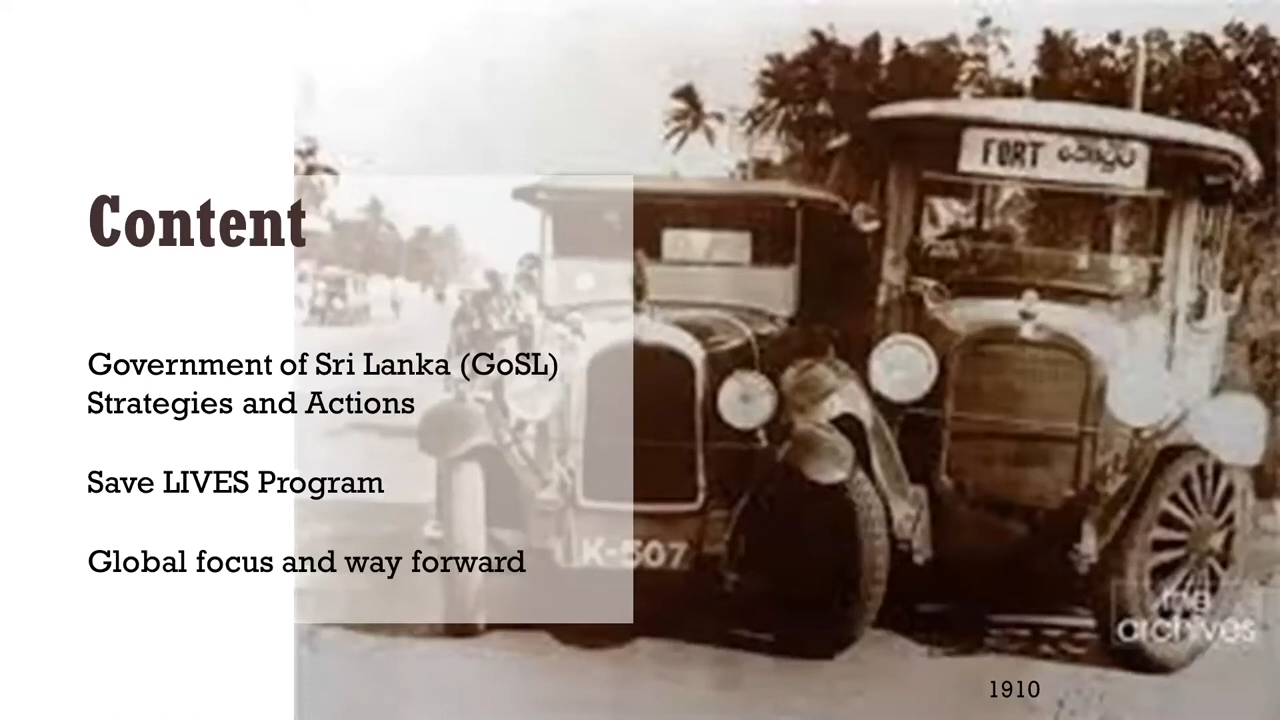 Content
Government of Sri Lanka (GoSL)
Strategies and Actions
Save LIVES Program
Global focus and way forward
FORT
K-507
the
archives
1910